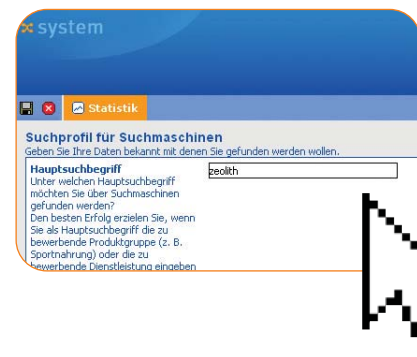 system
Statistik
Suchprofil für Suchmaschinen
Geben Sie Ihre Daten bekannt mit denen Sie gefunden werden wollen.
Hauptsuchbegriff
zeolith
Unter welchen Hauptsuchbegriff
möchten Sie über Suchmaschinen
gefunden werden?
Den besten Erfolg erzielen Sie, wenn
Sie als Hauptsuchbegriff die zu
bewerbende Produktgruppe (z. B.
Sportnahrung) oder die zu
bewerbende Dienstleistung eingeben